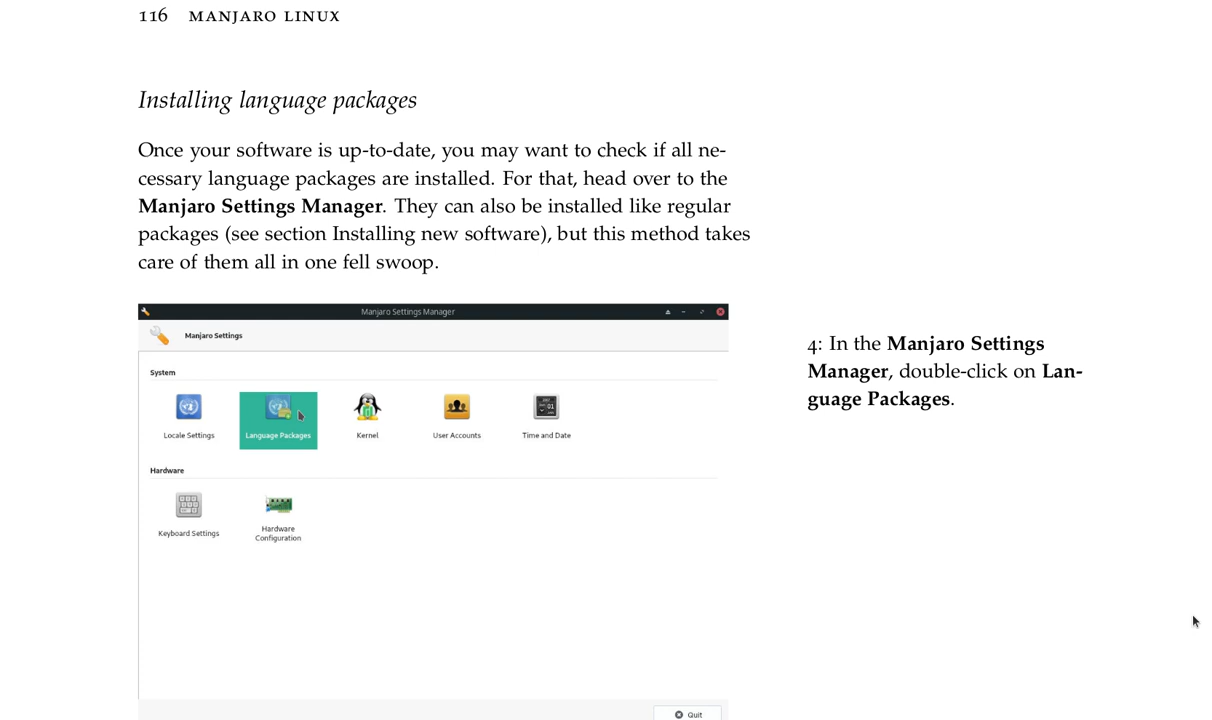 116 MANJARO LINUX
Installing language packages
Once your software is up-to-date, you may want to check if all ne-
cessary language packages are installed. For that, head over to the
Manjaro Settings Manager. They can also be installed like regular
packages (see section Installing new software), but this method takes
care of them all in one fell swoop.
Manjaro Settings Manager
Manjaro Settings
System
Locale Settings
Language Packages
Kernel
User Accounts
Time and Date
Hardware
Keyboard Settings
Hardware
Configuration
Quit
4: In the Manjaro Settings
Manager, double-click on Lan-
guage Packages.